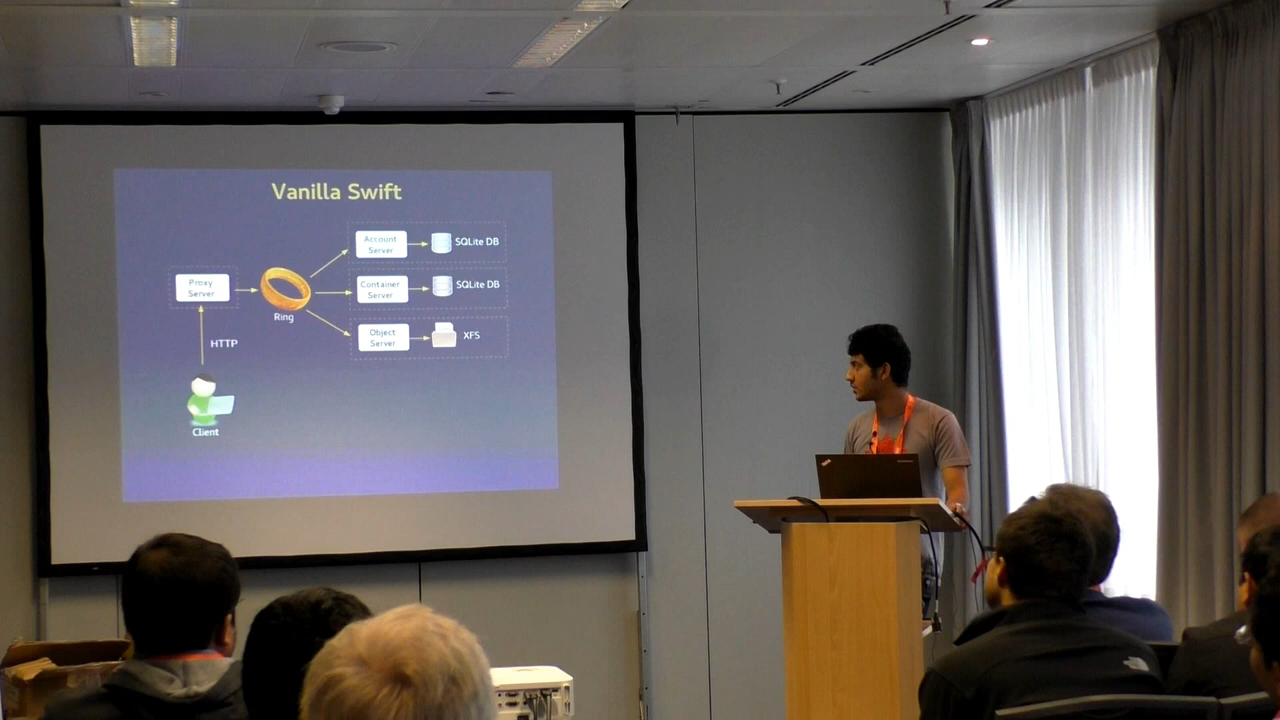 Vanilla Swift
Account
Server
SQLite DB
Proxy
Server
Ring
Container
Server
SQLite DB
Object
Server
XFS
HTTP
Client